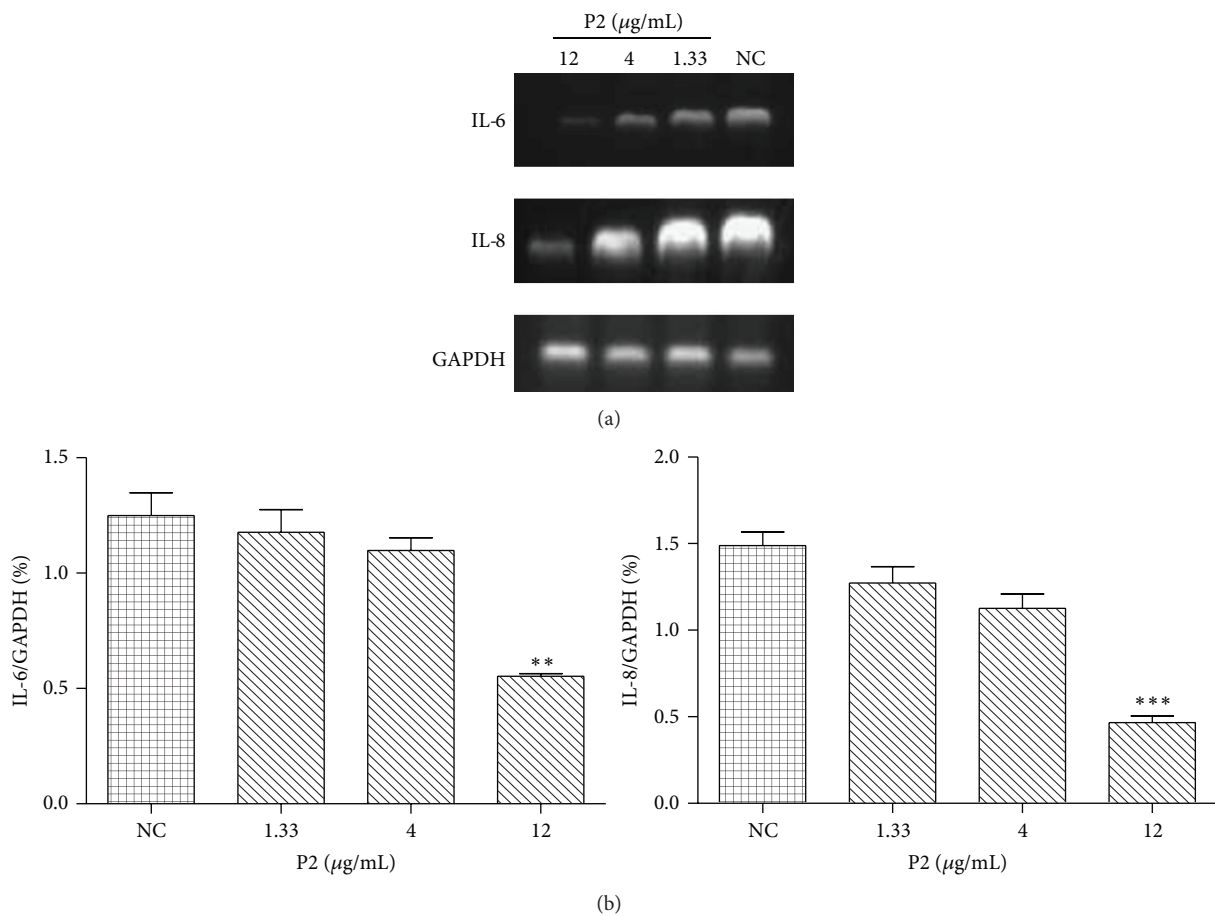 P2 (μg/mL)
12 4 1.33 NC
IL-6
IL-8
GAPDH
(a)
1.5
1.0
0.5
0.0
IL-6/GAPDH (%)
**
NC 1.33 4 12
P2 (μg/mL)
2.0
1.5
1.0
0.5
0.0
IL-8/GAPDH (%)
***
NC 1.33 4 12
P2 (μg/mL)
(b)